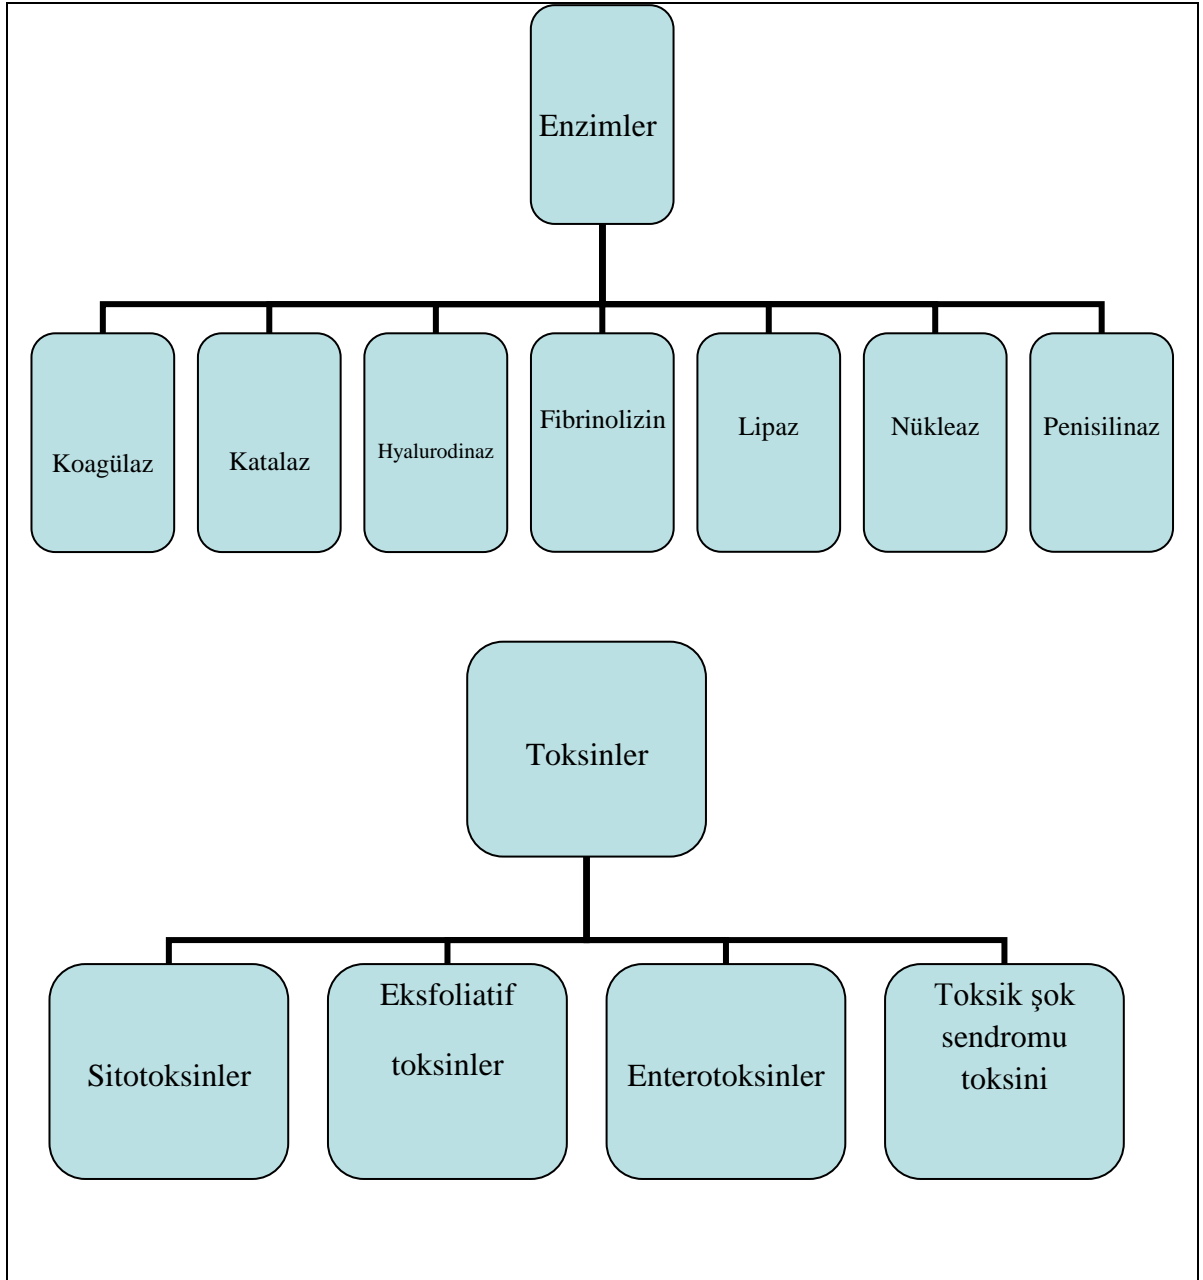 Enzimler
Koagülaz
Katalaz
Hyalurodinaz
Fibrinolizin
Lipaz
Nükleaz
Penisilinaz
Toksinler
Sitotoksinler
Eksfoliatif
toksinler
Enterotoksinler
Toksik şok
sendromu
toksini